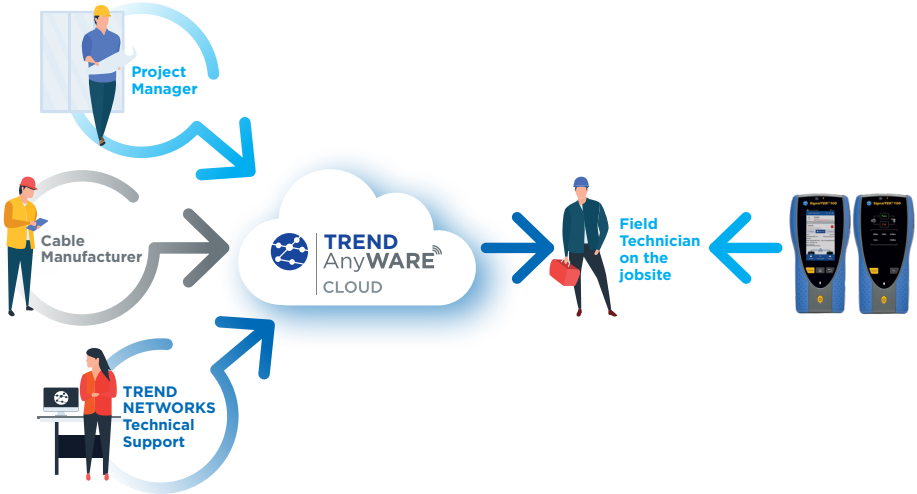 Project
Manager
Cable
Manufacturer
TREND
NETWORKS
Technical
Support
TREND
AnyWARE
CLOUD
Field
Technician
on the
jobsite